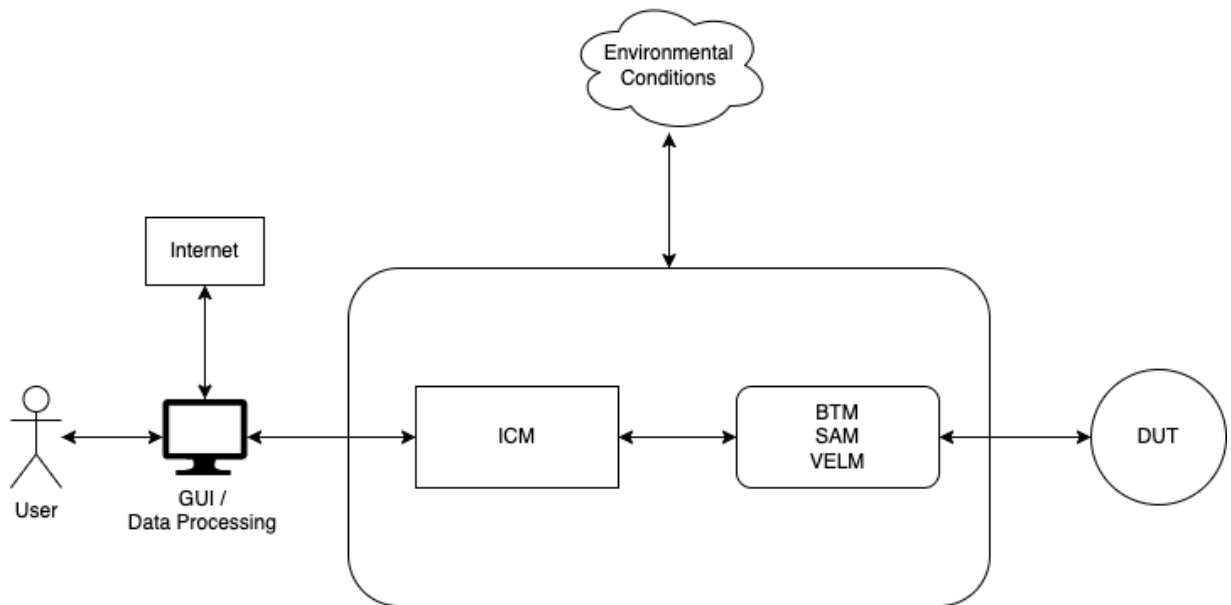 Environmental
Conditions
Internet
User
GUI /
Data Processing
ICM
BTM
SAM
VELM
DUT